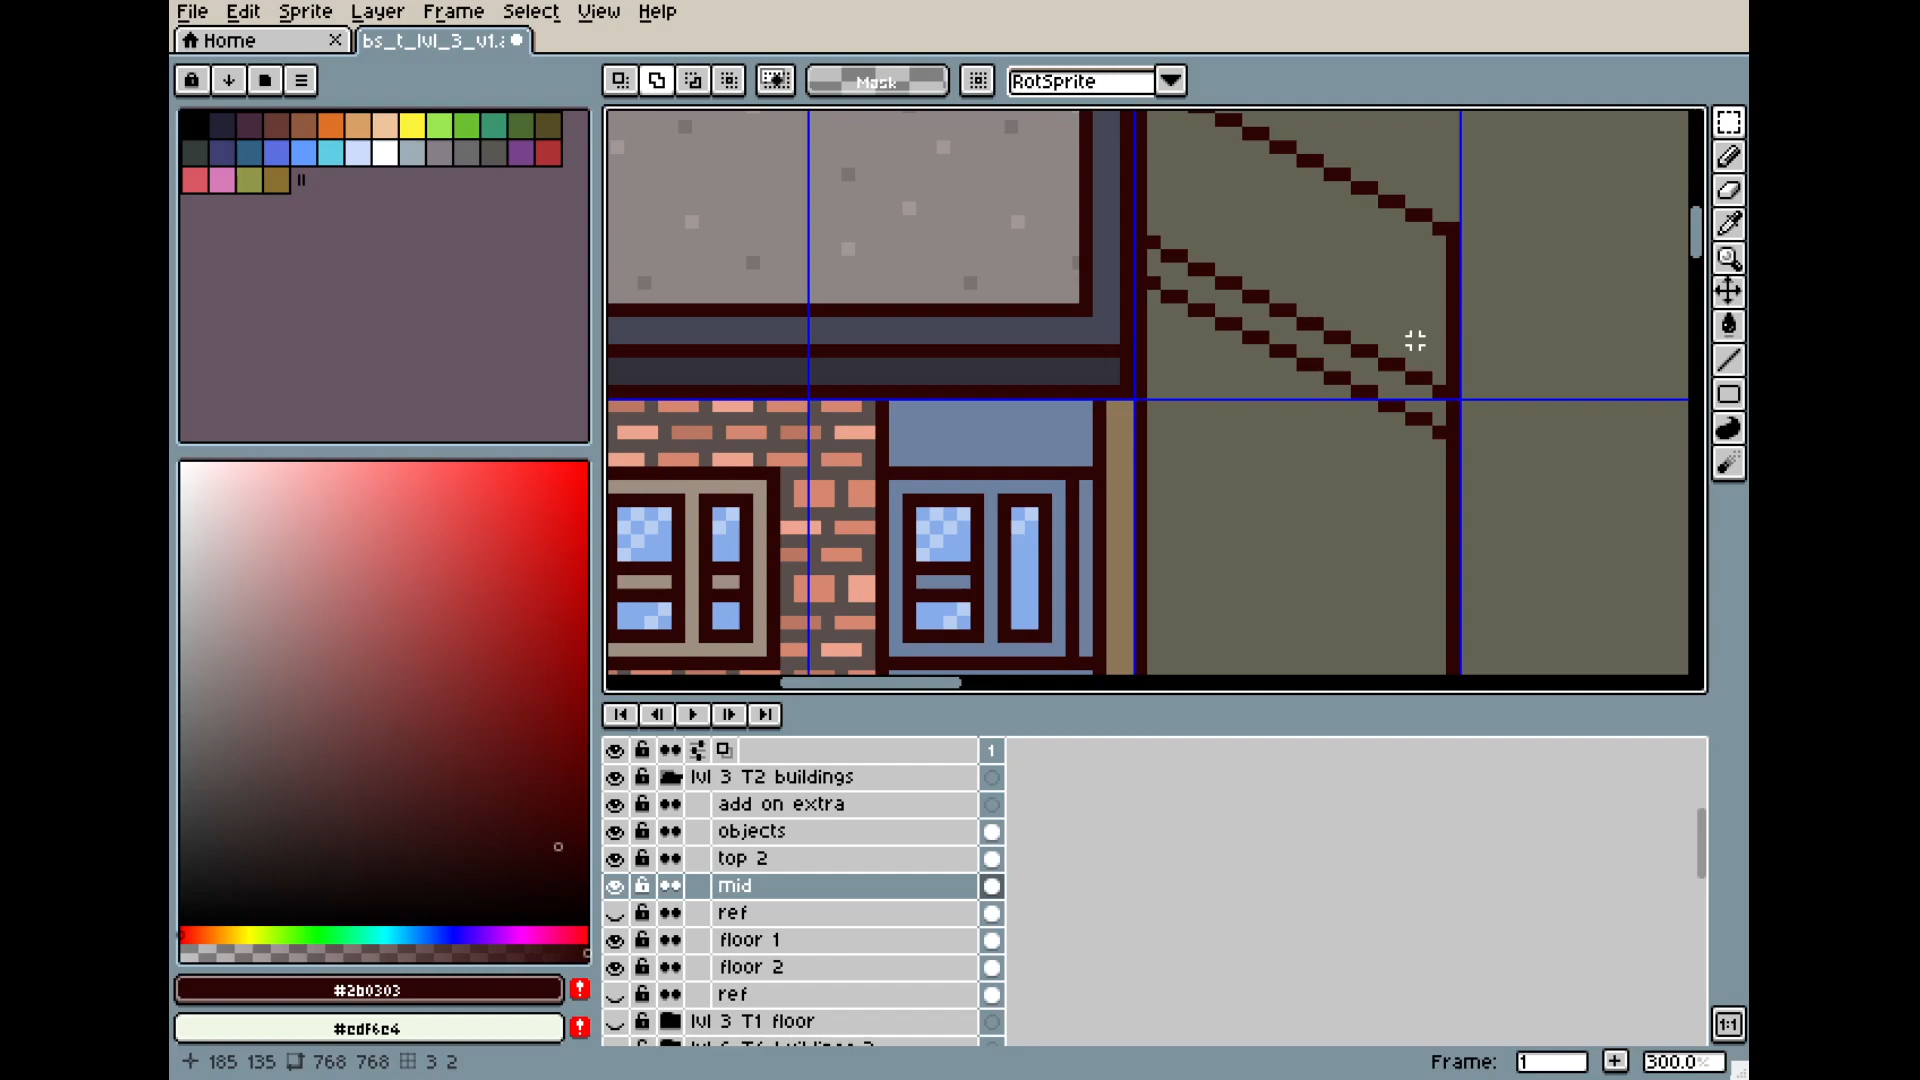 File Edit Sprite Layer Frame Select View Help
Home bs_t_lvl_3_v1.a
Mask RotSprite
1
lvl 3 T2 buildings
add on extra
objects
top 2
mid
ref
floor 1
floor 2
ref
#2b0303
lvl 3 T1 floor
#edf6e4
1:1
185 135 768 768 3 2 Frame: 1 + 300.0%